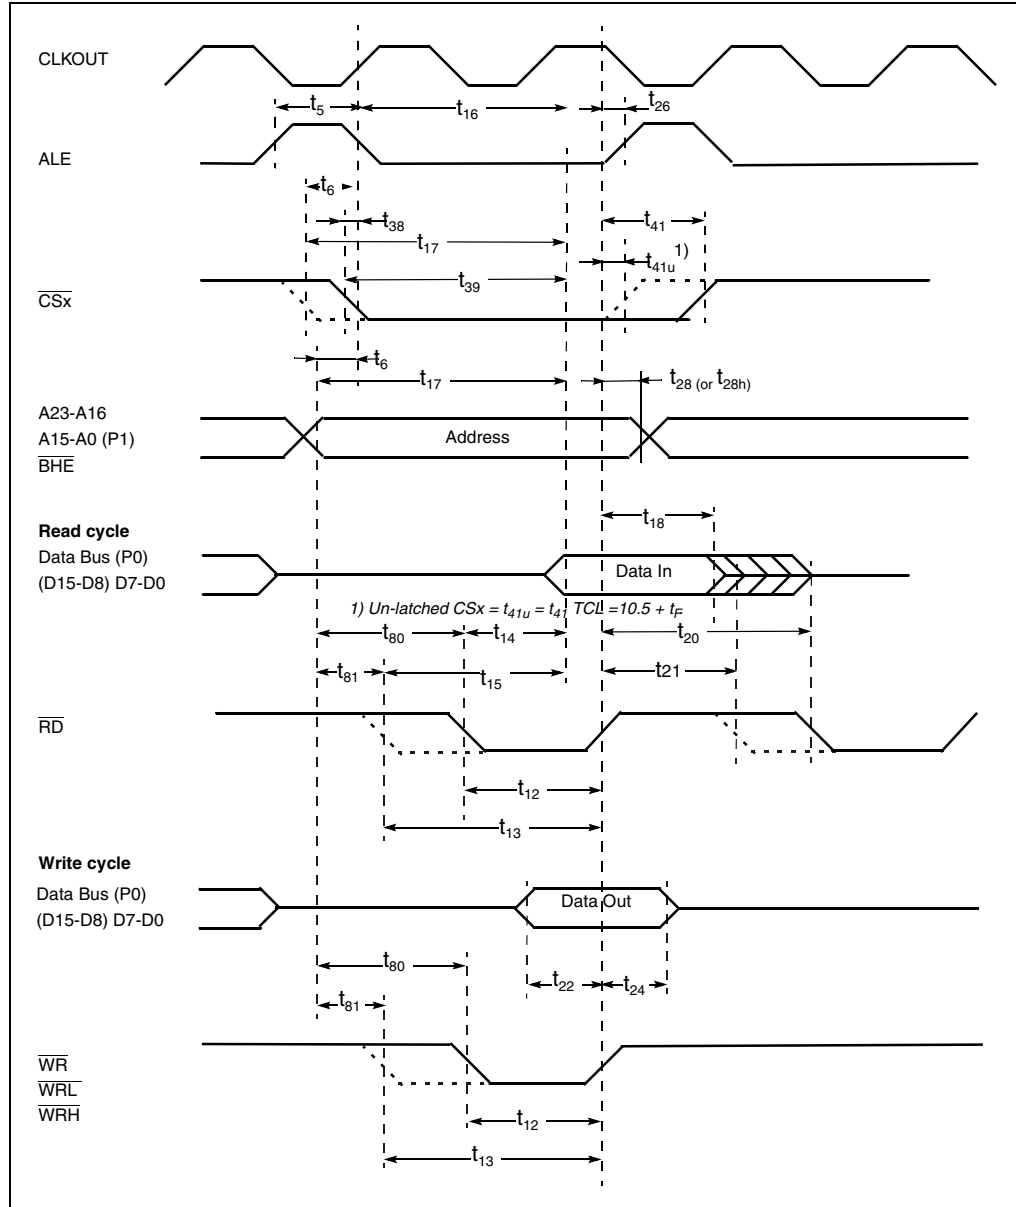 CLKOUT
t5
t16
t26
ALE
t6
t38
t41
t17
t41u 1)
t39
CSx
t6
t17
t28 (or t28h)
A23-A16
A15-A0 (P1)
Address
BHE
t18
Read cycle
Data Bus (P0)
Data In
(D15-D8) D7-D0
1) Un-latched CSx = t41u = t41 TCL =10.5 + tF
t80
t14
t20
t81
t15
t21
RD
t12
t13
Write cycle
Data Bus (P0)
Data Out
(D15-D8) D7-D0
t80
t22
t24
t81
WR
WRL
WRH
t12
t13